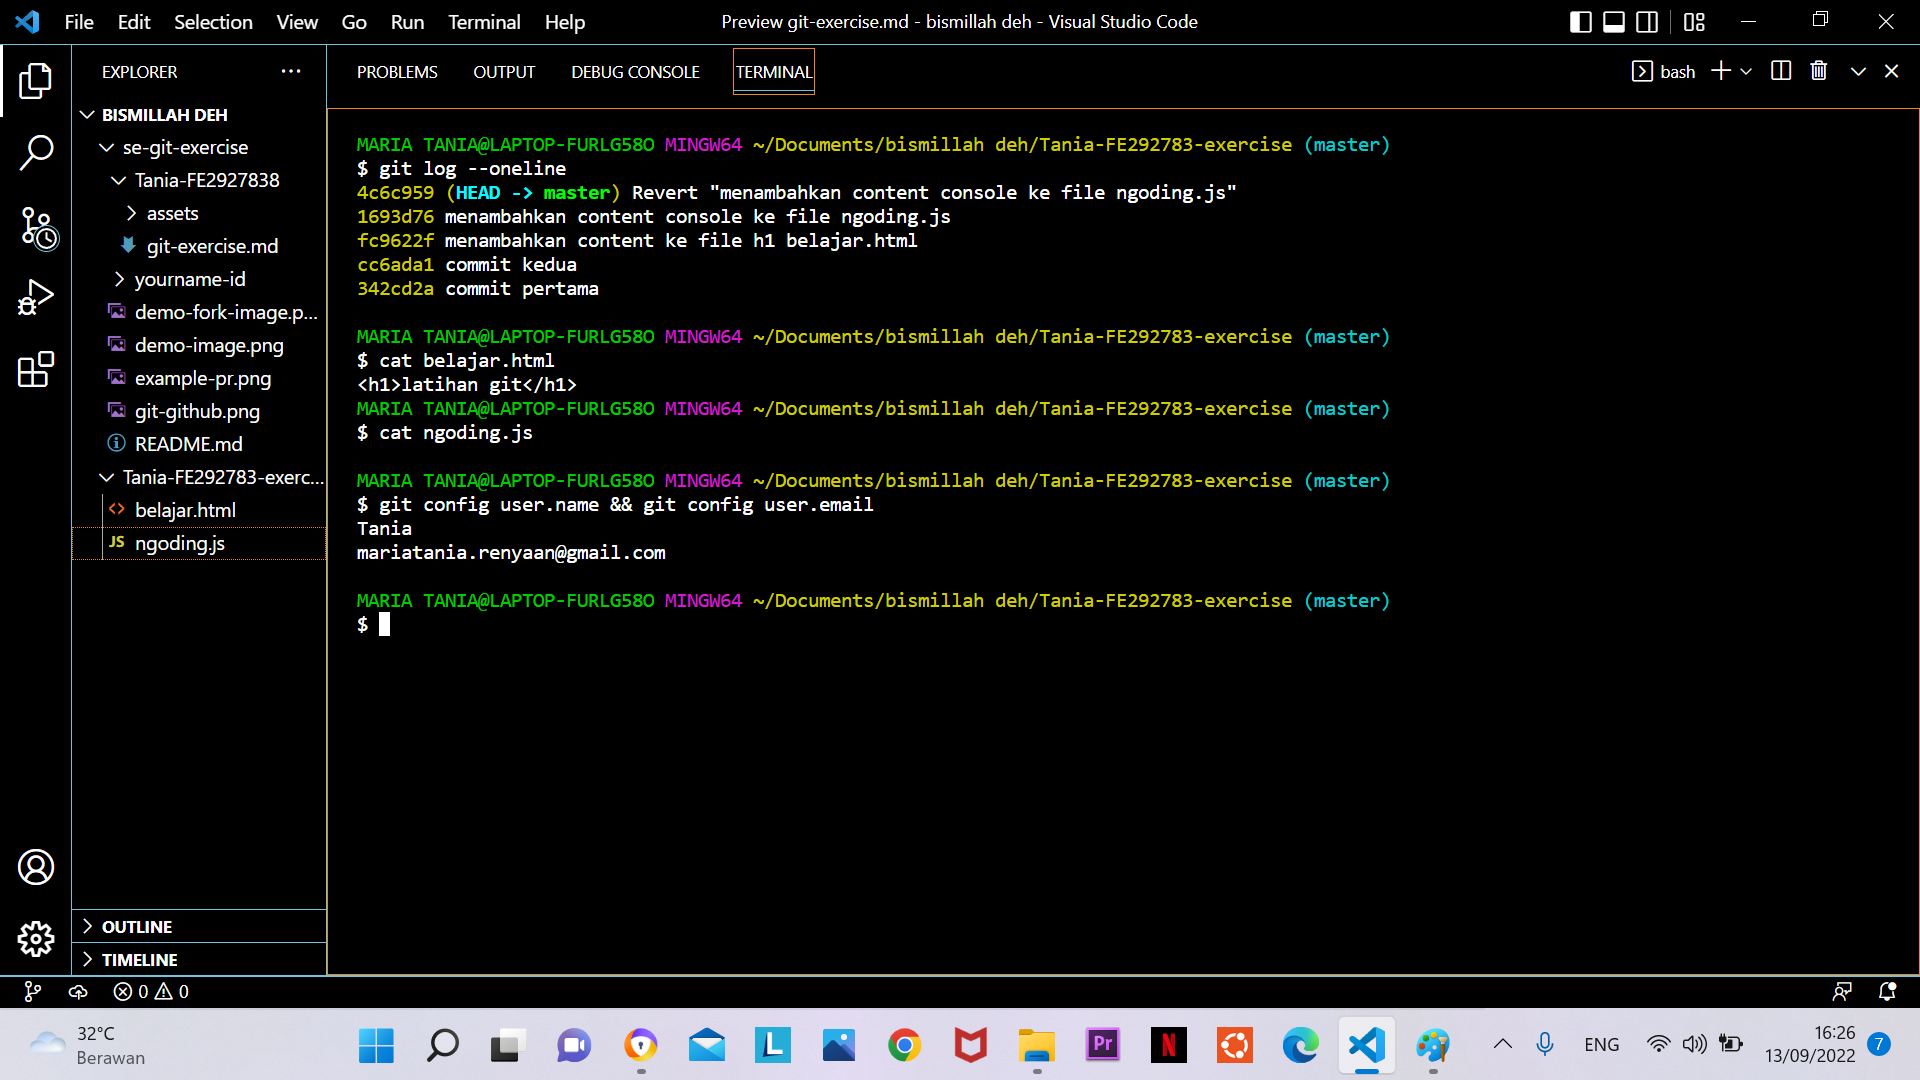 File Edit Selection View Go Run Terminal Help
Preview git-exercise.md - bismillah deh - Visual Studio Code
EXPLORER
BISMILLAH DEH
se-git-exercise
Tania-FE2927838
assets
git-exercise.md
yourname-id
demo-fork-image.p...
demo-image.png
example-pr.png
git-github.png
README.md
Tania-FE292783-exerc...
belajar.html
JS ngoding.js
OUTLINE
TIMELINE
PROBLEMS OUTPUT DEBUG CONSOLE TERMINAL
bash
MARIA TANIA@LAPTOP-FURLG58O MINGW64 ~/Documents/bismillah deh/Tania-FE292783-exercise (master)
$ git log --oneline
4c6c959 (HEAD -> master) Revert "menambahkan content console ke file ngoding.js"
1693d76 menambahkan content console ke file ngoding.js
fc9622f menambahkan content ke file h1 belajar.html
cc6ada1 commit kedua
342cd2a commit pertama
MARIA TANIA@LAPTOP-FURLG58O MINGW64 ~/Documents/bismillah deh/Tania-FE292783-exercise (master)
$ cat belajar.html
<h1>latihan git</h1>
MARIA TANIA@LAPTOP-FURLG58O MINGW64 ~/Documents/bismillah deh/Tania-FE292783-exercise (master)
$ cat ngoding.js
MARIA TANIA@LAPTOP-FURLG58O MINGW64 ~/Documents/bismillah deh/Tania-FE292783-exercise (master)
$ git config user.name && git config user.email
Tania
mariatania.renyaan@gmail.com
MARIA TANIA@LAPTOP-FURLG58O MINGW64 ~/Documents/bismillah deh/Tania-FE292783-exercise (master)
$
0 0
32°C
Berawan
L
Pr
N
ENG
16:26
13/09/2022
7